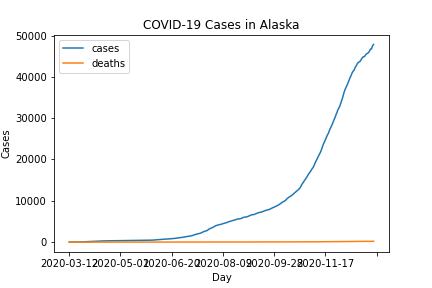 COVID-19 Cases in Alaska
cases
deaths
50000
40000
30000
20000
10000
0
Cases
2020-03-12
2020-05-01
2020-06-20
2020-08-09
2020-09-28
2020-11-17
Day